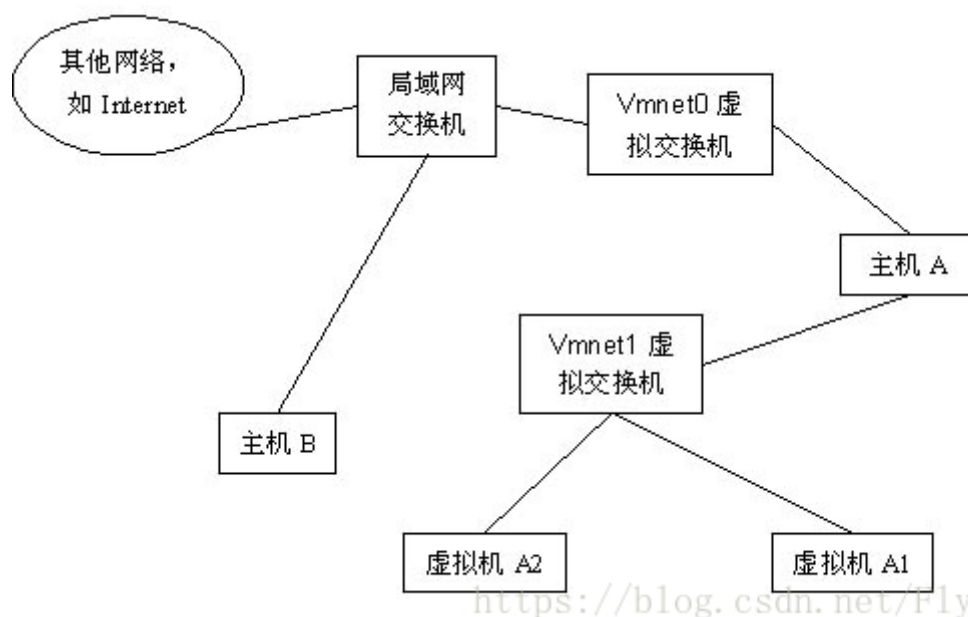 其他网络，
如 Internet
局域网
交换机
Vmnet0 虚
拟交换机
主机 A
Vmnet1 虚
拟交换机
主机 B
虚拟机 A2
虚拟机 A1
https://blog.csdn.net/Fly